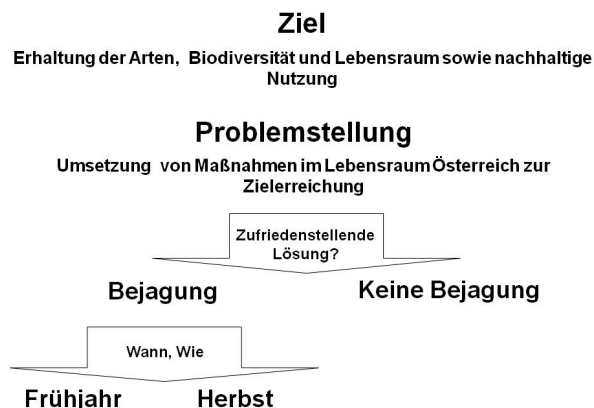 Ziel
Erhaltung der Arten, Biodiversität und Lebensraum sowie nachhaltige
Nutzung
Problemstellung
Umsetzung von Maßnahmen im Lebensraum Österreich zur
Zielerreichung
Zufriedenstellende
Lösung?
Bejagung Keine Bejagung
Wann, Wie
Frühjahr Herbst